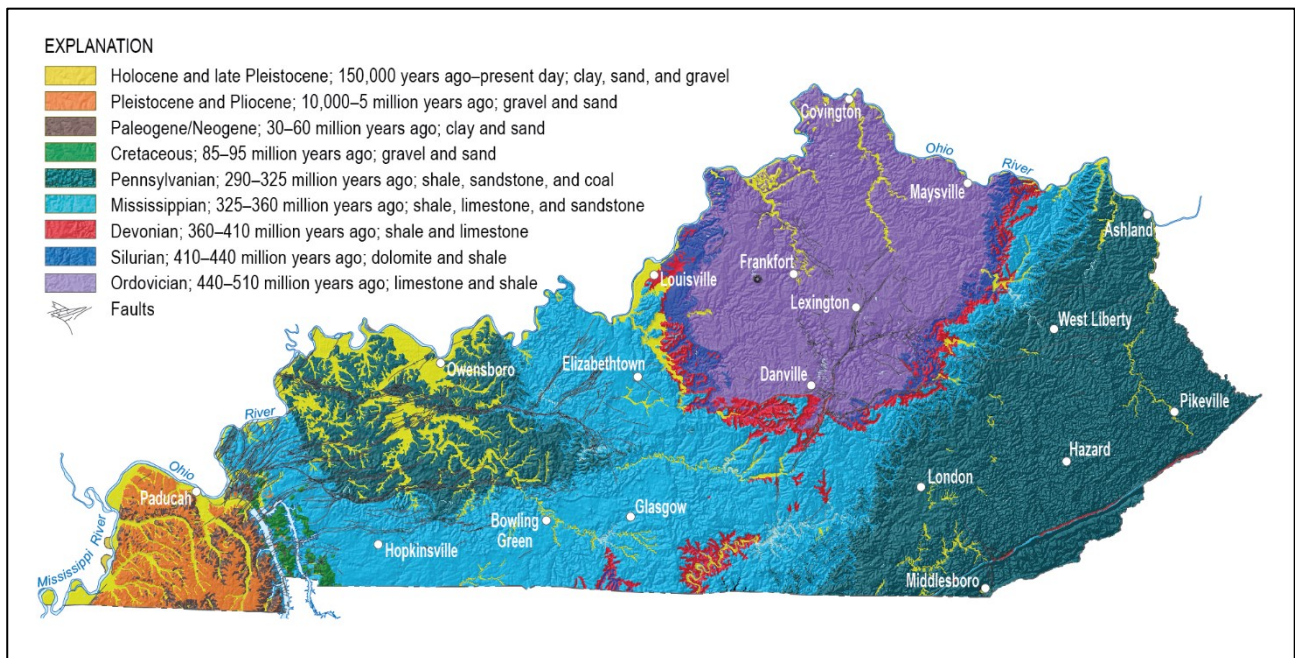 EXPLANATION
Holocene and late Pleistocene; 150,000 years ago–present day; clay, sand, and gravel
Pleistocene and Pliocene; 10,000–5 million years ago; gravel and sand
Paleogene/Neogene; 30–60 million years ago; clay and sand
Cretaceous; 85–95 million years ago; gravel and sand
Pennsylvanian; 290–325 million years ago; shale, sandstone, and coal
Mississippian; 325–360 million years ago; shale, limestone, and sandstone
Devonian; 360–410 million years ago; shale and limestone
Silurian; 410–440 million years ago; dolomite and shale
Ordovician; 440–510 million years ago; limestone and shale
Faults
Covington
Ohio
River
Maysville
Ashland
Louisville
Frankfort
Lexington
West Liberty
Owensboro
Elizabethtown
Danville
Pikeville
River
Ohio
Hazard
Paducah
London
Mississippi River
Hopkinsville
Bowling
Green
Glasgow
Middlesboro